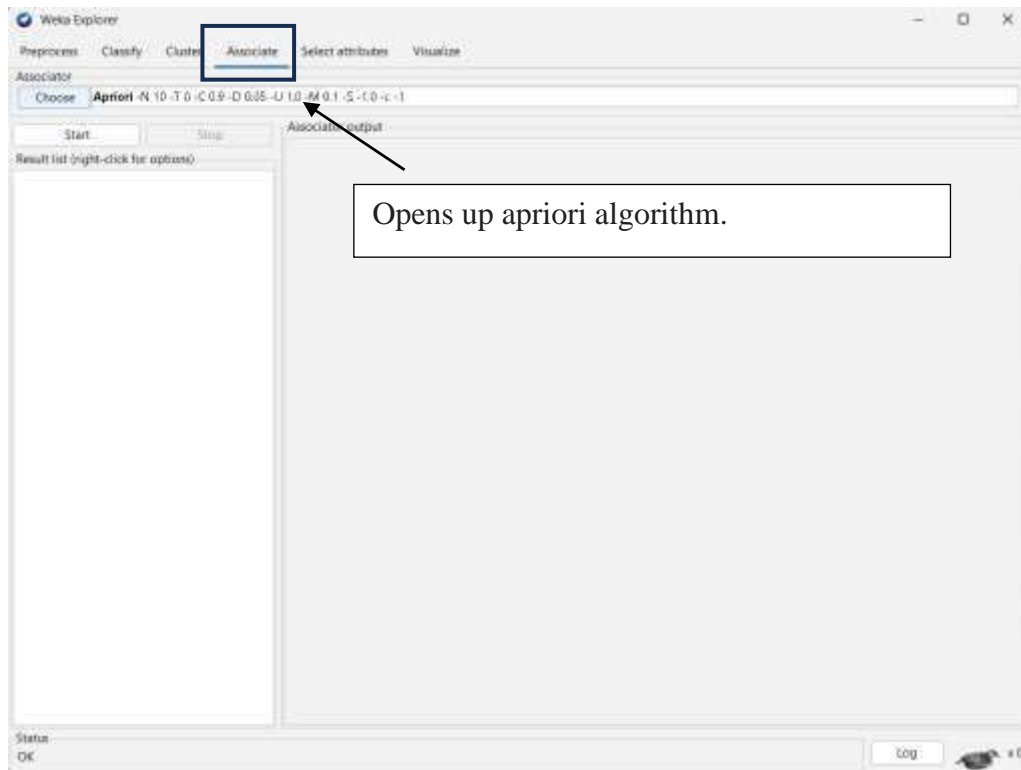 Weka Explorer
Preprocess Classify Cluster Associate Select attributes Visualize
Associator
Choose Apriori -N 10 -T 0 -C 0.9 -D 0.05 -U 1.0 -M 0.1 -S -1.0 -c -1
Start Stop
Associator output
Result list (right-click for options)
Opens up apriori algorithm.
Status
OK
Log
x 0